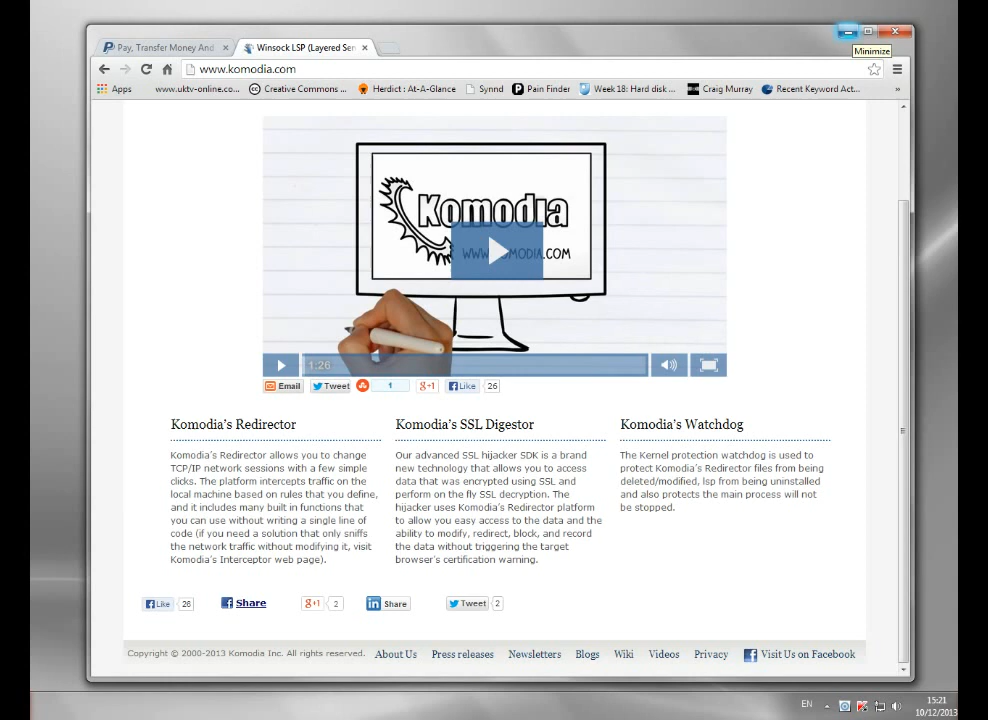 Pay, Transfer Money And
Winsock LSP (Layered Ser
Minimize
www.komodia.com
Apps
www.uktv-online.co...
Creative Commons ...
Herdict : At-A-Glance
Synnd
Pain Finder
Week 18: Hard disk ...
Craig Murray
Recent Keyword Act...
»
Komodia
WWW.KOMODIA.COM
1:26
Email
Tweet
1
g+1
Like
26
Komodia's Redirector
Komodia's Redirector allows you to change
TCP/IP network sessions with a few simple
clicks. The platform intercepts traffic on the
local machine based on rules that you define,
and it includes many built in functions that
you can use without writing a single line of
code (if you need a solution that only sniffs
the network traffic without modifying it, visit
Komodia's Interceptor web page).
Komodia's SSL Digestor
Our advanced SSL hijacker SDK is a brand
new technology that allows you to access
data that was encrypted using SSL and
perform on the fly SSL decryption. The
hijacker uses Komodia's Redirector platform
to allow you easy access to the data and the
ability to modify, redirect, block, and record
the data without triggering the target
browser's certification warning.
Komodia's Watchdog
The Kernel protection watchdog is used to
protect Komodia's Redirector files from being
deleted/modified, lsp from being uninstalled
and also protects the main process will not
be stopped.
Like
26
Share
g+1
2
in Share
Tweet
2
Copyright © 2000-2013 Komodia Inc. All rights reserved.
About Us
Press releases
Newsletters
Blogs
Wiki
Videos
Privacy
Visit Us on Facebook
EN
15:21
10/12/2013